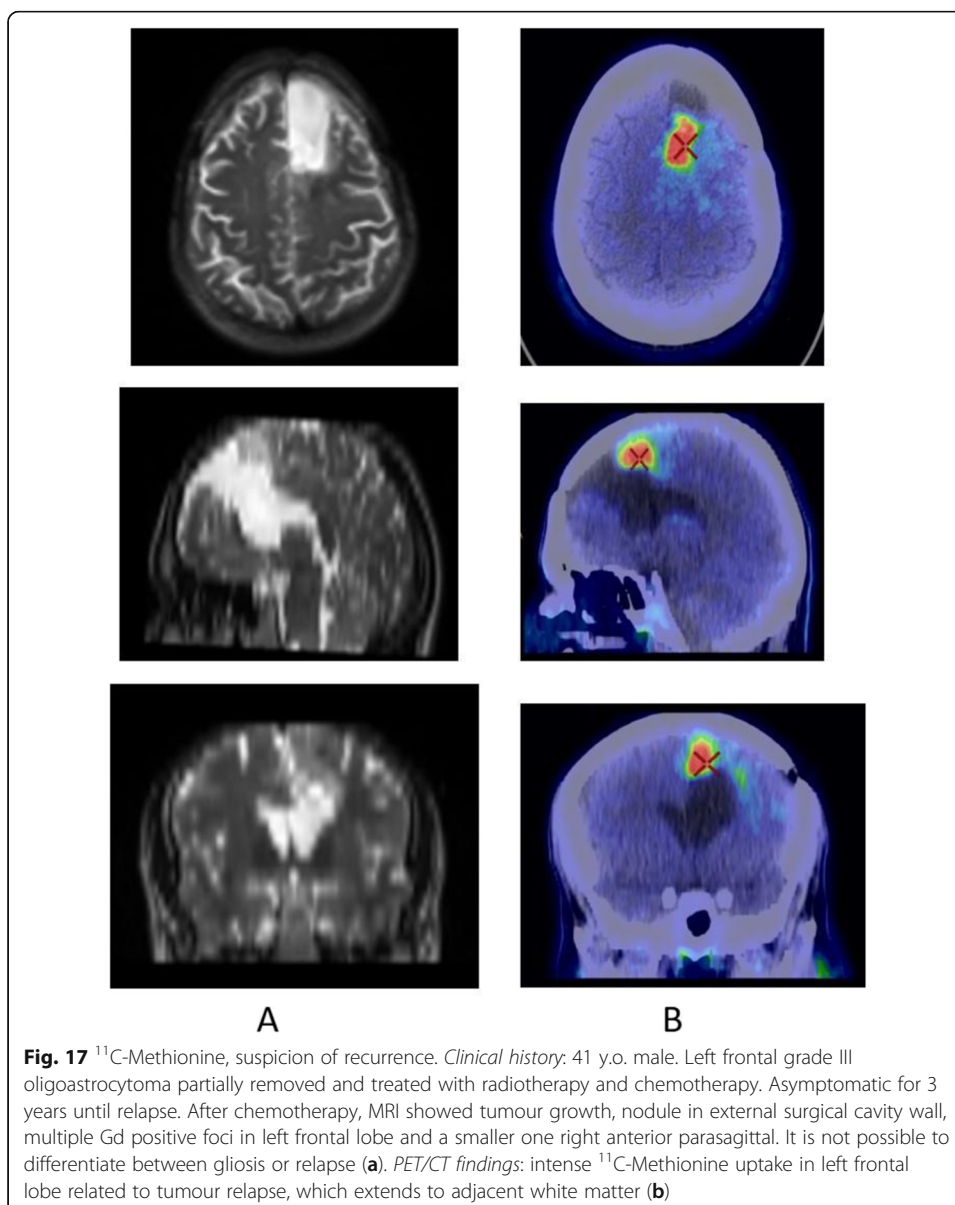 A
B
Fig. 17 ¹¹C-Methionine, suspicion of recurrence. Clinical history: 41 y.o. male. Left frontal grade III
oligoastrocytoma partially removed and treated with radiotherapy and chemotherapy. Asymptomatic for 3
years until relapse. After chemotherapy, MRI showed tumour growth, nodule in external surgical cavity wall,
multiple Gd positive foci in left frontal lobe and a smaller one right anterior parasagittal. It is not possible to
differentiate between gliosis or relapse (a). PET/CT findings: intense ¹¹C-Methionine uptake in left frontal
lobe related to tumour relapse, which extends to adjacent white matter (b)